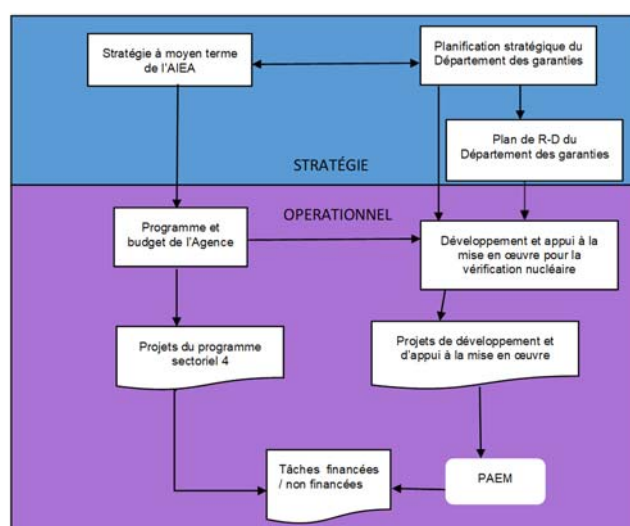 Stratégie à moyen terme
de l'AIEA
Planification stratégique du
Département des garanties
Plan de R-D du
Département des garanties
STRATÉGIE
OPERATIONNEL
Programme et
budget de l'Agence
Développement et appui à la
mise en œuvre pour la
vérification nucléaire
Projets du programme
sectoriel 4
Projets de développement et
d'appui à la mise en œuvre
Tâches financées
/ non financées
PAEM